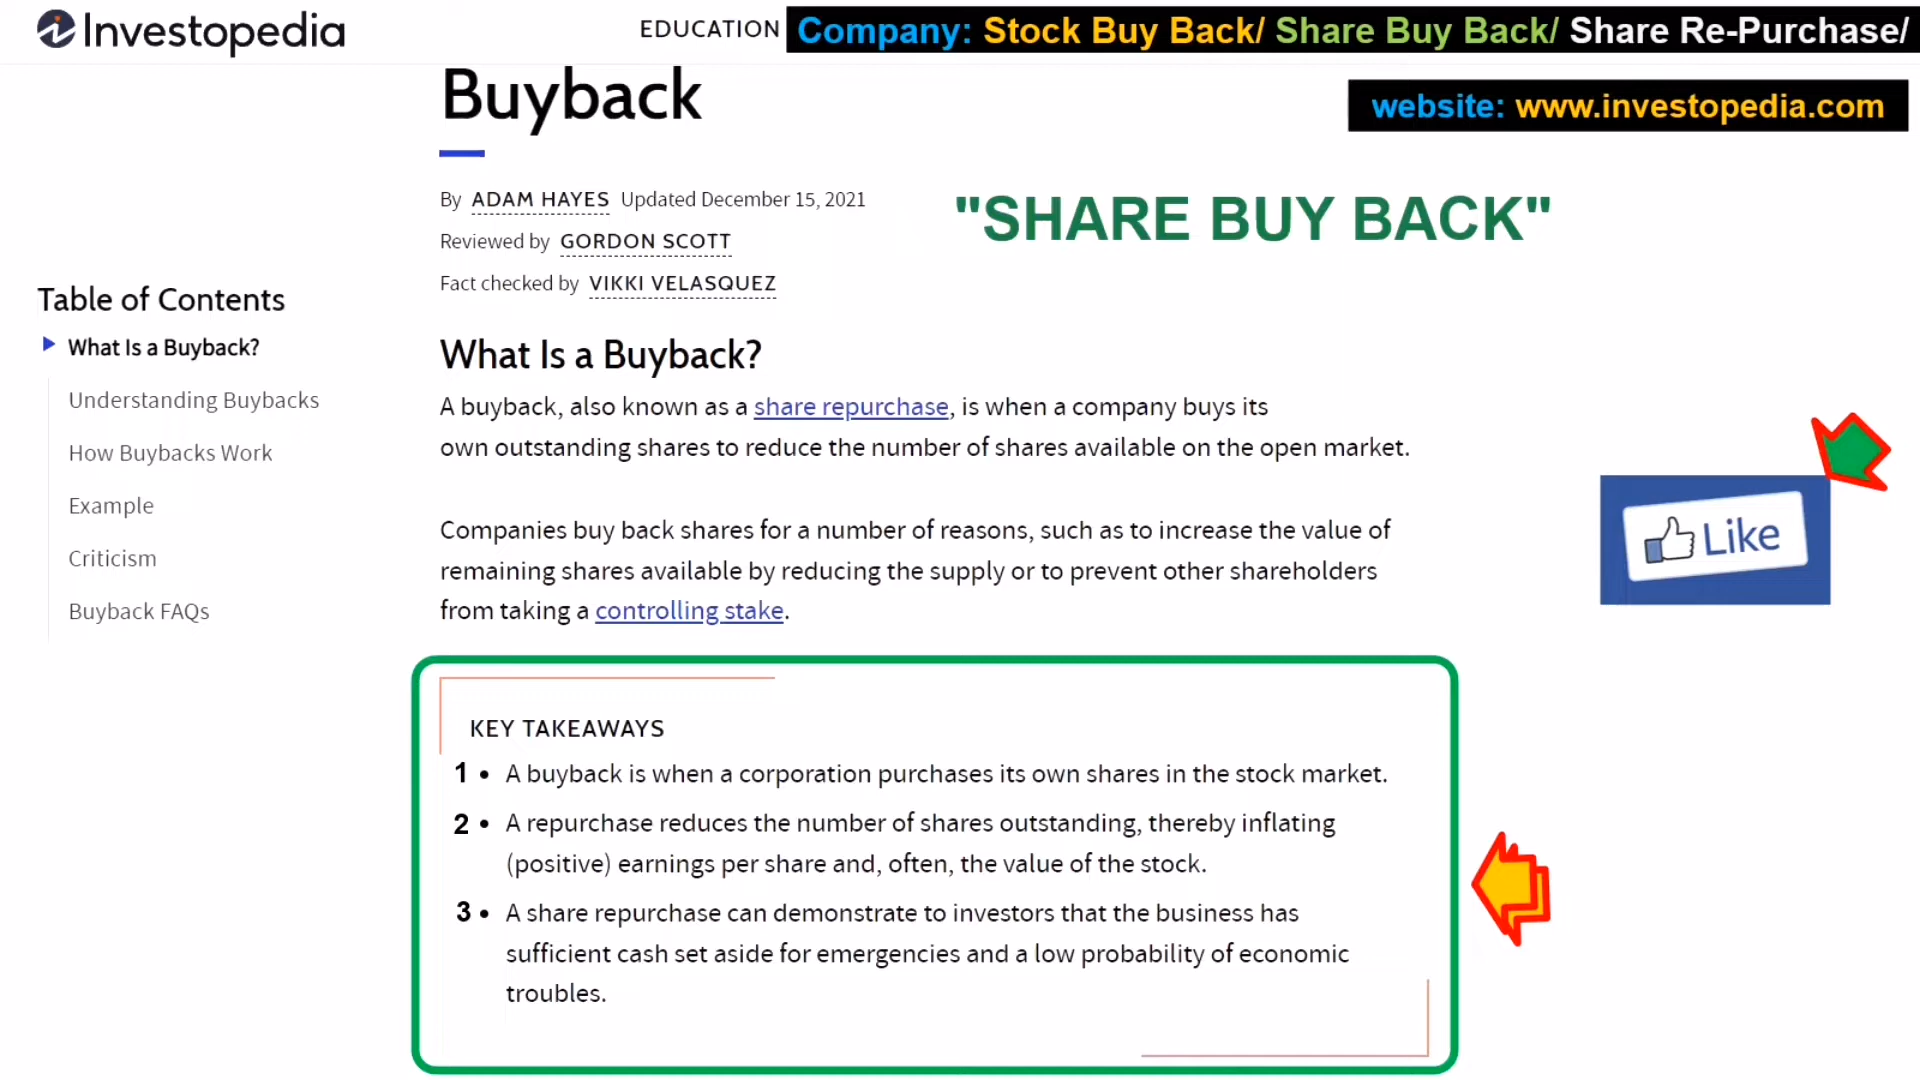 Investopedia
EDUCATION
Company: Stock Buy Back/ Share Buy Back/ Share Re-Purchase/
Buyback
website: www.investopedia.com
By ADAM HAYES Updated December 15, 2021
"SHARE BUY BACK"
Reviewed by GORDON SCOTT
Fact checked by VIKKI VELASQUEZ
Table of Contents
What Is a Buyback?
Understanding Buybacks
How Buybacks Work
Example
Criticism
Buyback FAQs
What Is a Buyback?
A buyback, also known as a share repurchase, is when a company buys its
own outstanding shares to reduce the number of shares available on the open market.
Companies buy back shares for a number of reasons, such as to increase the value of
remaining shares available by reducing the supply or to prevent other shareholders
from taking a controlling stake.
Like
KEY TAKEAWAYS
1 • A buyback is when a corporation purchases its own shares in the stock market.
2 • A repurchase reduces the number of shares outstanding, thereby inflating
(positive) earnings per share and, often, the value of the stock.
3 • A share repurchase can demonstrate to investors that the business has
sufficient cash set aside for emergencies and a low probability of economic
troubles.